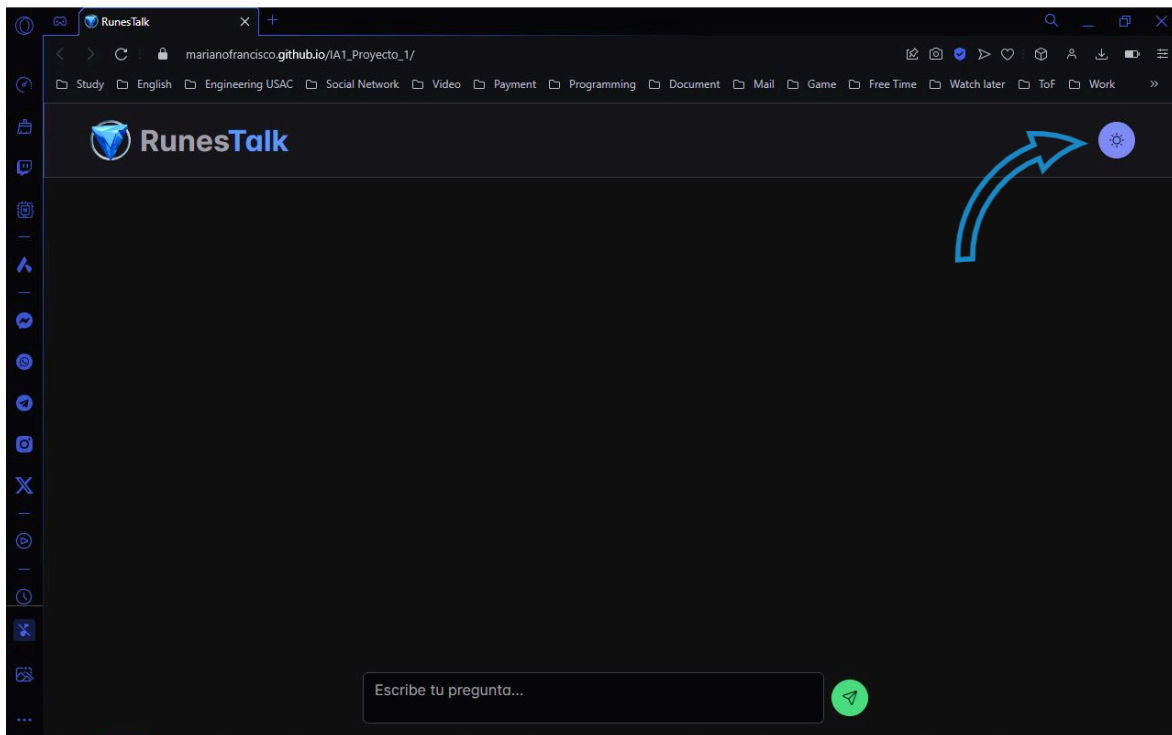 RunesTalk
marianofrancisco.github.io/IA1_Proyecto_1/
Study English Engineering USAC Social Network Video Payment Programming Document Mail Game Free Time Watch later ToF Work
RunesTalk
Escribe tu pregunta...